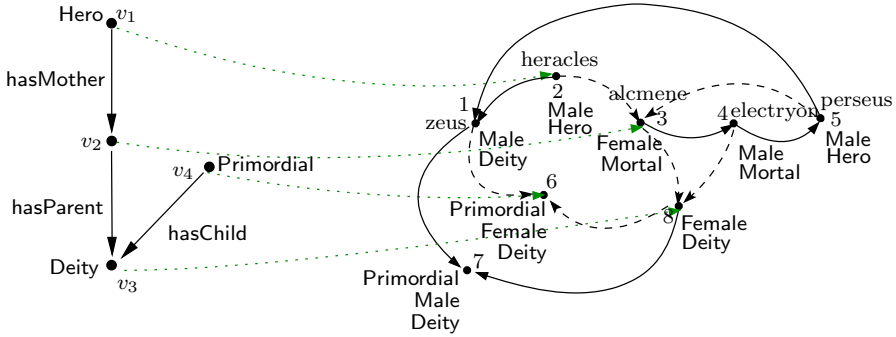 Hero v1
hasMother
v2
v4 Primordial
hasParent
hasChild
Deity
v3
heracles
2
Male
Hero
1
zeus
Male
Deity
alcmene
3
Female
Mortal
4 electryon
Male
Mortal
perseus
5
Male
Hero
6
Primordial
Female
Deity
8
Female
Deity
7
Primordial
Male
Deity